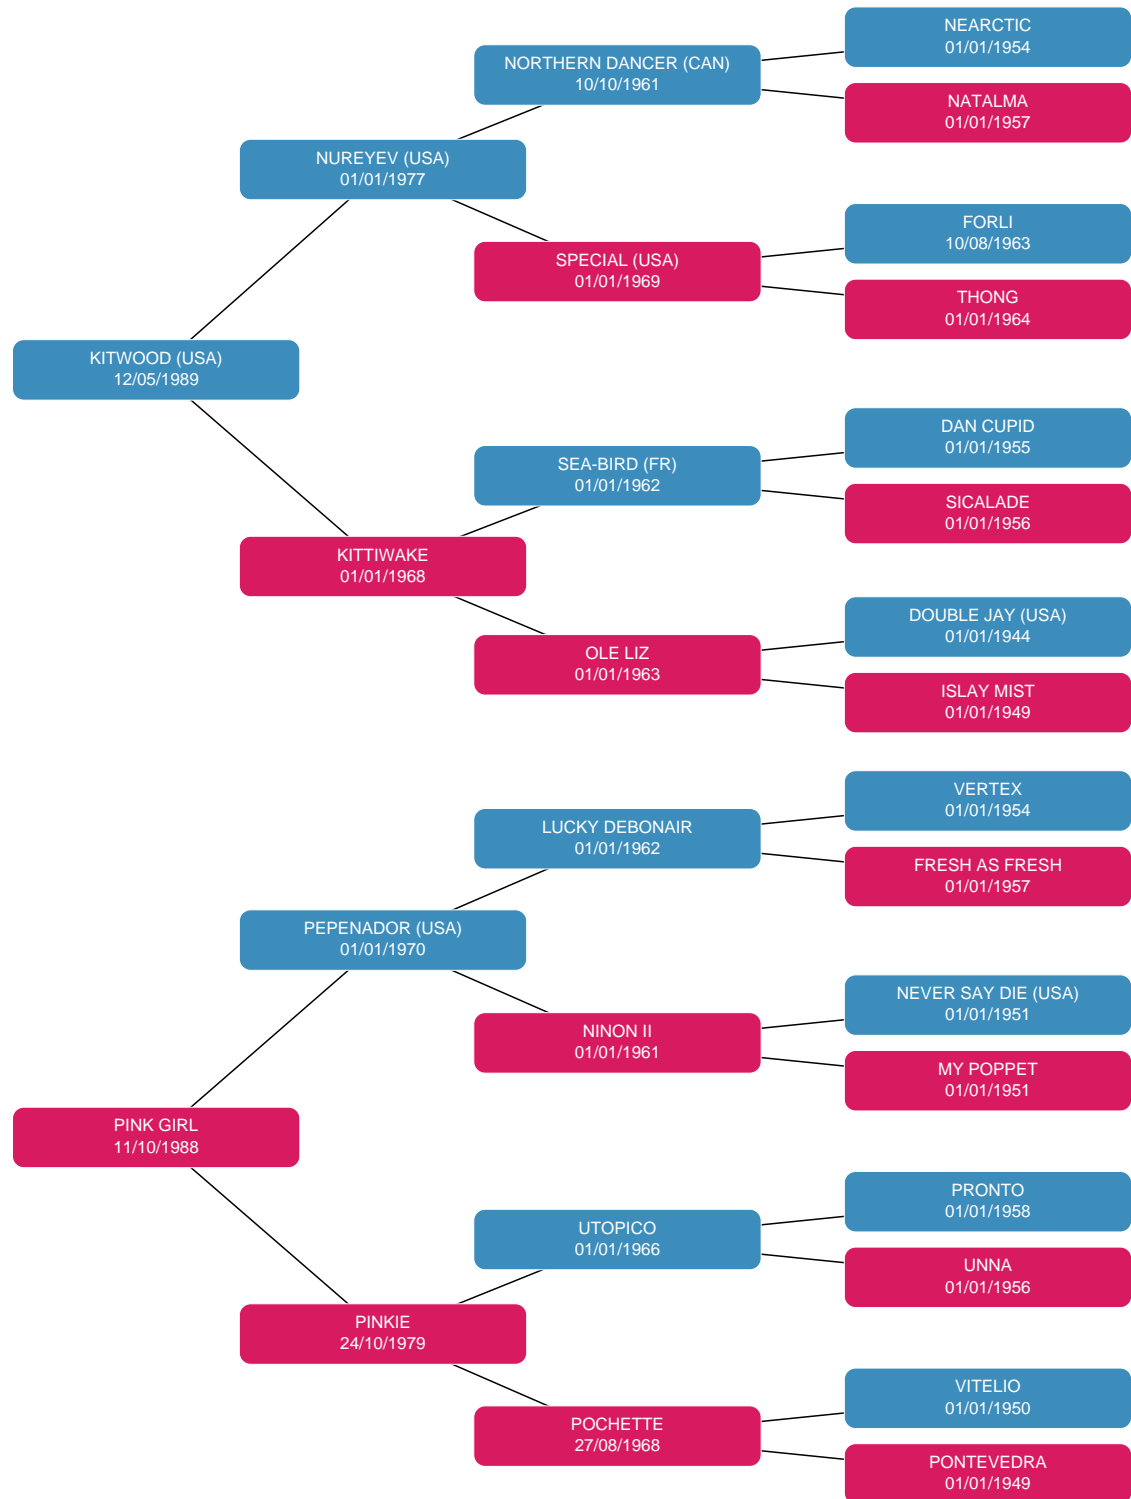 NEARCTIC
01/01/1954
NORTHERN DANCER (CAN)
10/10/1961
NATALMA
01/01/1957
NUREYEV (USA)
01/01/1977
FORLI
10/08/1963
SPECIAL (USA)
01/01/1969
THONG
01/01/1964
KITWOOD (USA)
12/05/1989
DAN CUPID
01/01/1955
SEA-BIRD (FR)
01/01/1962
SICALADE
01/01/1956
KITTIWAKE
01/01/1968
DOUBLE JAY (USA)
01/01/1944
OLE LIZ
01/01/1963
ISLAY MIST
01/01/1949
VERTEX
01/01/1954
LUCKY DEBONAIR
01/01/1962
FRESH AS FRESH
01/01/1957
PEPENADOR (USA)
01/01/1970
NEVER SAY DIE (USA)
01/01/1951
NINON II
01/01/1961
MY POPPET
01/01/1951
PINK GIRL
11/10/1988
PRONTO
01/01/1958
UTOPICO
01/01/1966
UNNA
01/01/1956
PINKIE
24/10/1979
VITELIO
01/01/1950
POCHETTE
27/08/1968
PONTEVEDRA
01/01/1949